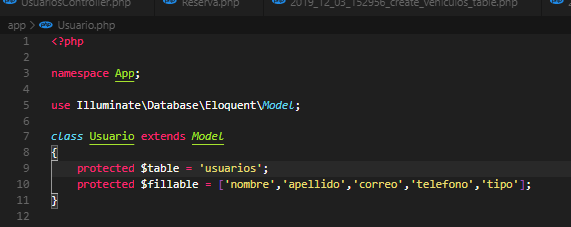 UsuariosController.php Reserva.php 2019_12_03_152956_create_vehiculos_table.php
app > Usuario.php
1 <?php
2
3 namespace App;
4
5 use Illuminate\Database\Eloquent\Model;
6
7 class Usuario extends Model
8 {
9 protected $table = 'usuarios';
10 protected $fillable = ['nombre','apellido','correo','telefono','tipo'];
11 }
12